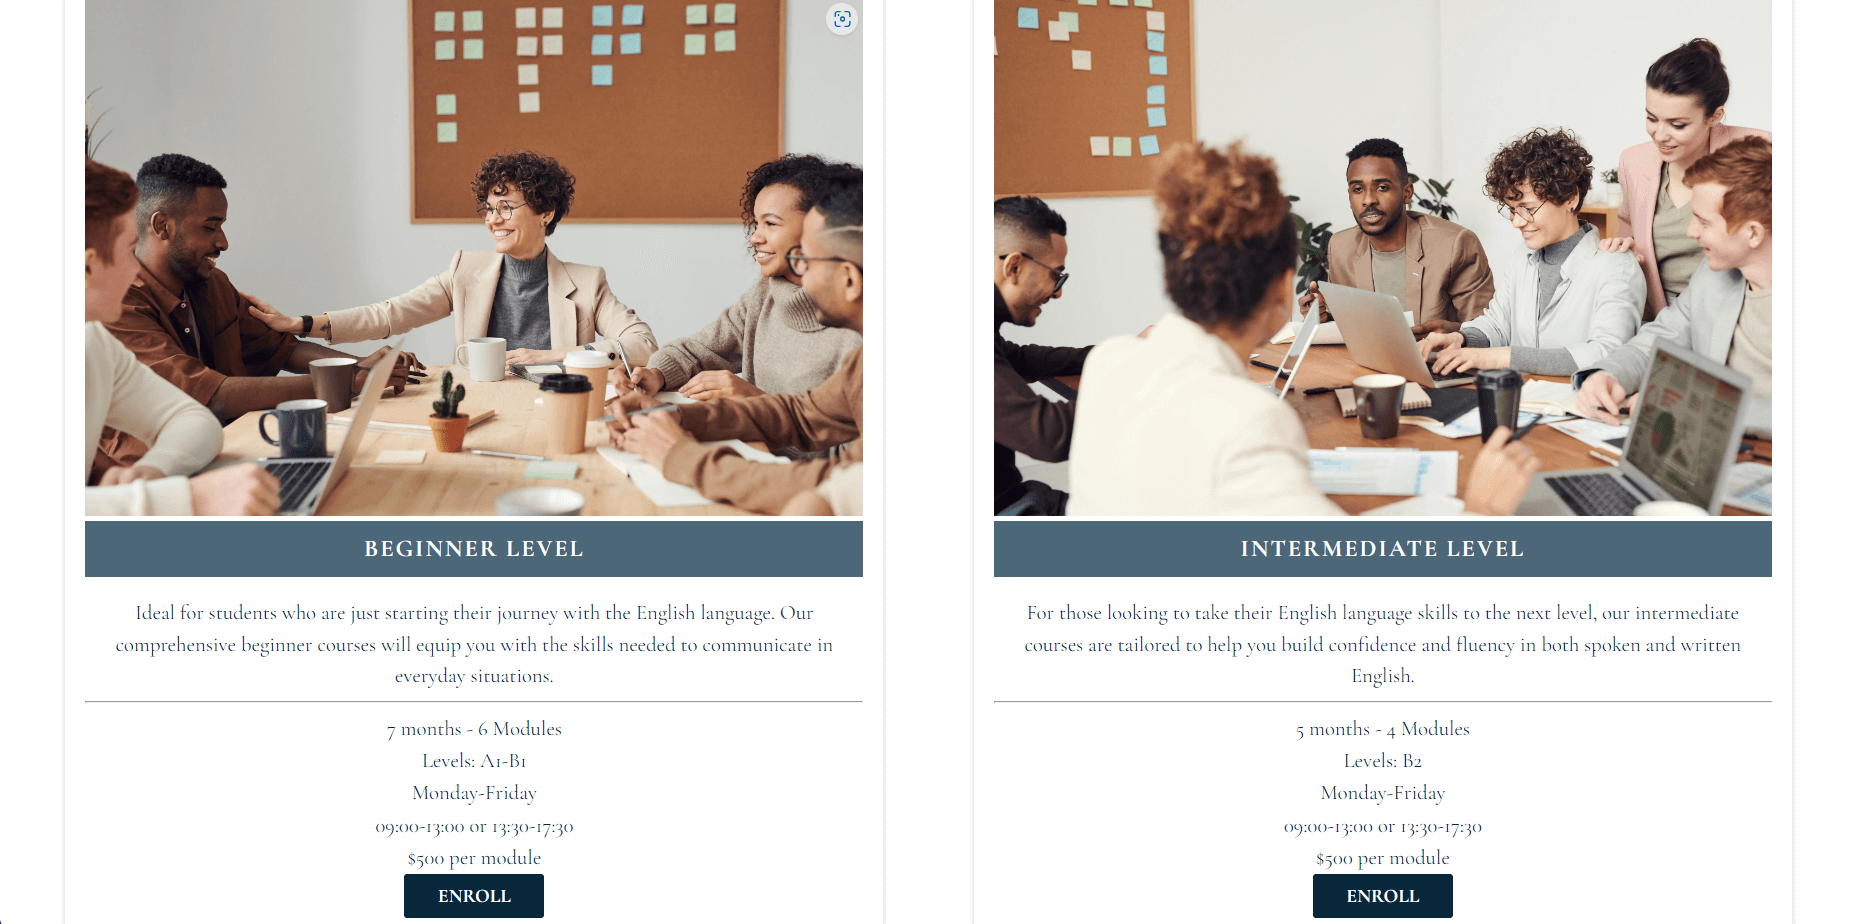 BEGINNER LEVEL
Ideal for students who are just starting their journey with the English language. Our
comprehensive beginner courses will equip you with the skills needed to communicate in
everyday situations.
7 months - 6 Modules
Levels: A1-B1
Monday-Friday
09:00-13:00 or 13:30-17:30
$500 per module
ENROLL
INTERMEDIATE LEVEL
For those looking to take their English language skills to the next level, our intermediate
courses are tailored to help you build confidence and fluency in both spoken and written
English.
5 months - 4 Modules
Levels: B2
Monday-Friday
09:00-13:00 or 13:30-17:30
$500 per module
ENROLL